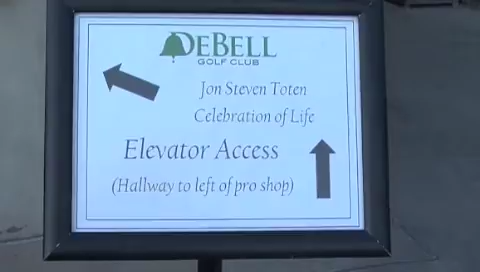 DEBELL
GOLF CLUB
Jon Steven Toten
Celebration of Life
Elevator Access
(Hallway to left of pro shop)